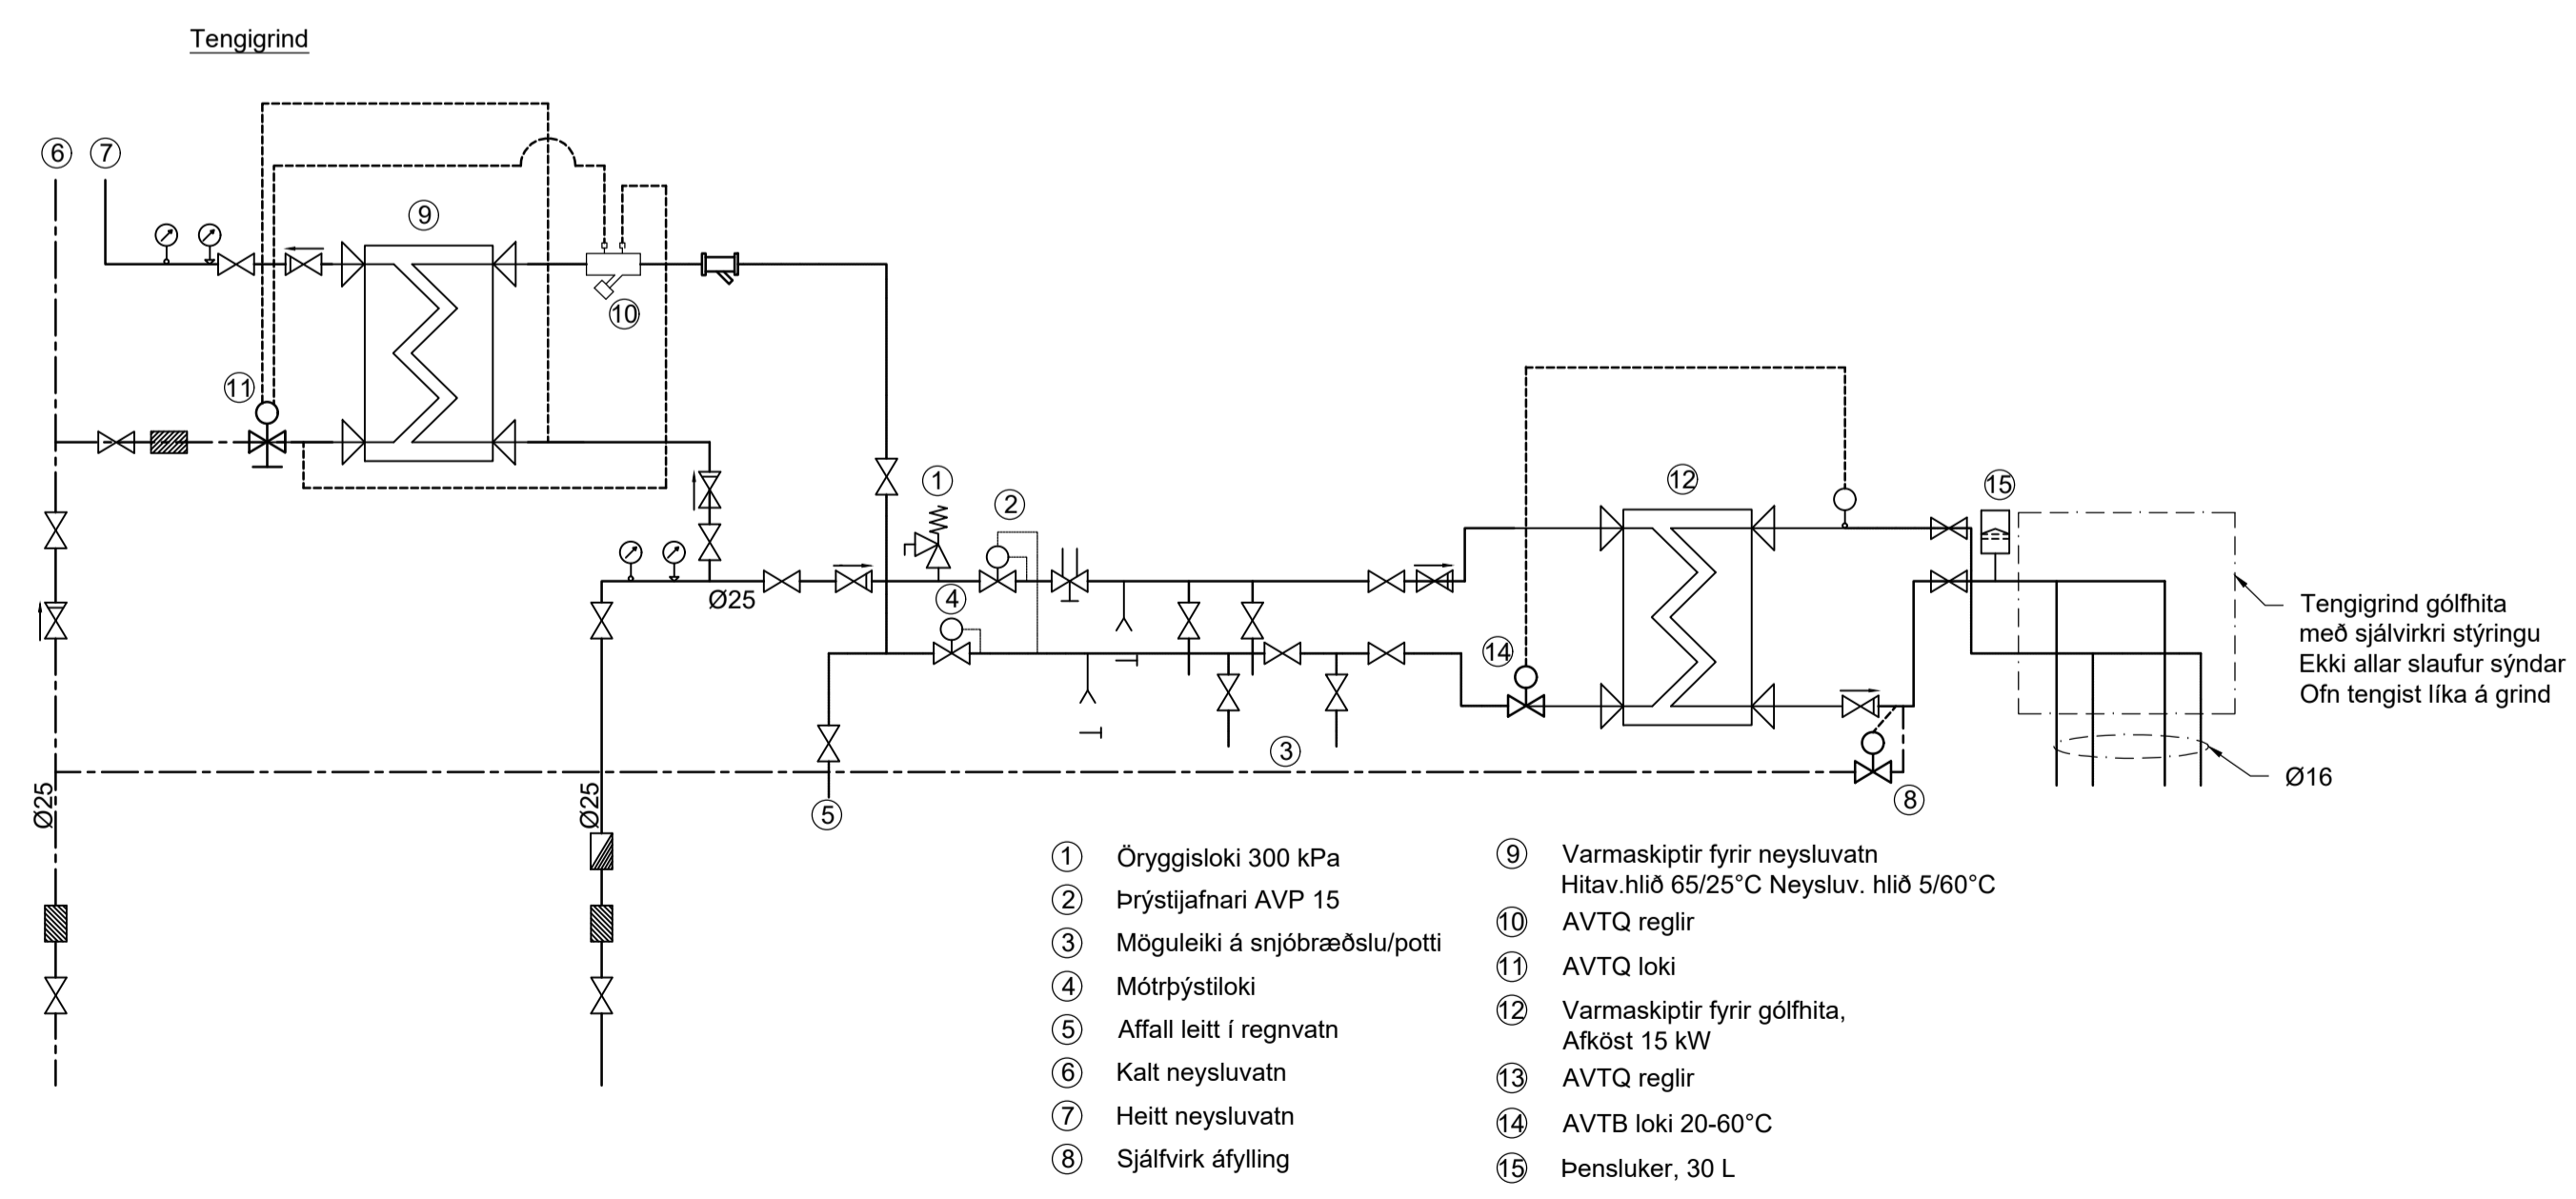 Tengigrind
6
7
9
10
11
1
2
12
15
4
Ø25
14
Tengigrind gólfhita
með sjálvirkri stýringu
Ekki allar slaufur sýndar
Ofn tengist líka á grind
3
Ø16
Ø25
Ø25
5
8
1 Öryggisloki 300 kPa
2 Þrýstijafnari AVP 15
3 Möguleiki á snjóbræðslu/potti
4 Mótrþýstiloki
5 Affall leitt í regnvatn
6 Kalt neysluvatn
7 Heitt neysluvatn
8 Sjálfvirk áfylling
9 Varmaskiptir fyrir neysluvatn
Hitav.hlið 65/25°C Neysluv. hlið 5/60°C
10 AVTQ reglir
11 AVTQ loki
12 Varmaskiptir fyrir gólfhita,
Afköst 15 kW
13 AVTQ reglir
14 AVTB loki 20-60°C
15 Þensluker, 30 L